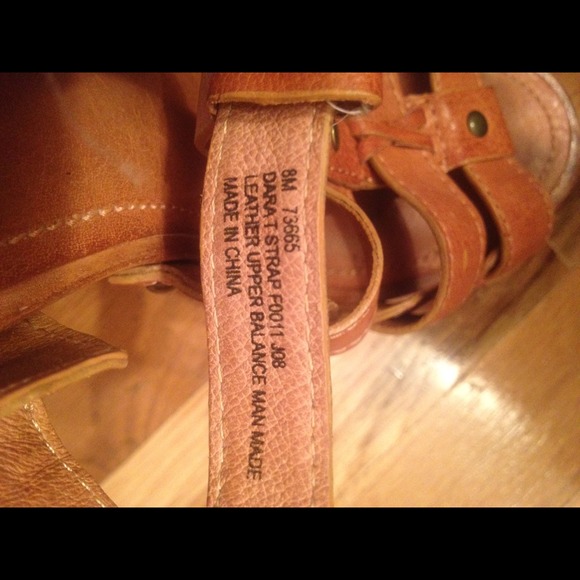 8M 73665
DARA T STRAP F0011 J08
LEATHER UPPER BALANCE MAN MADE
MADE IN CHINA